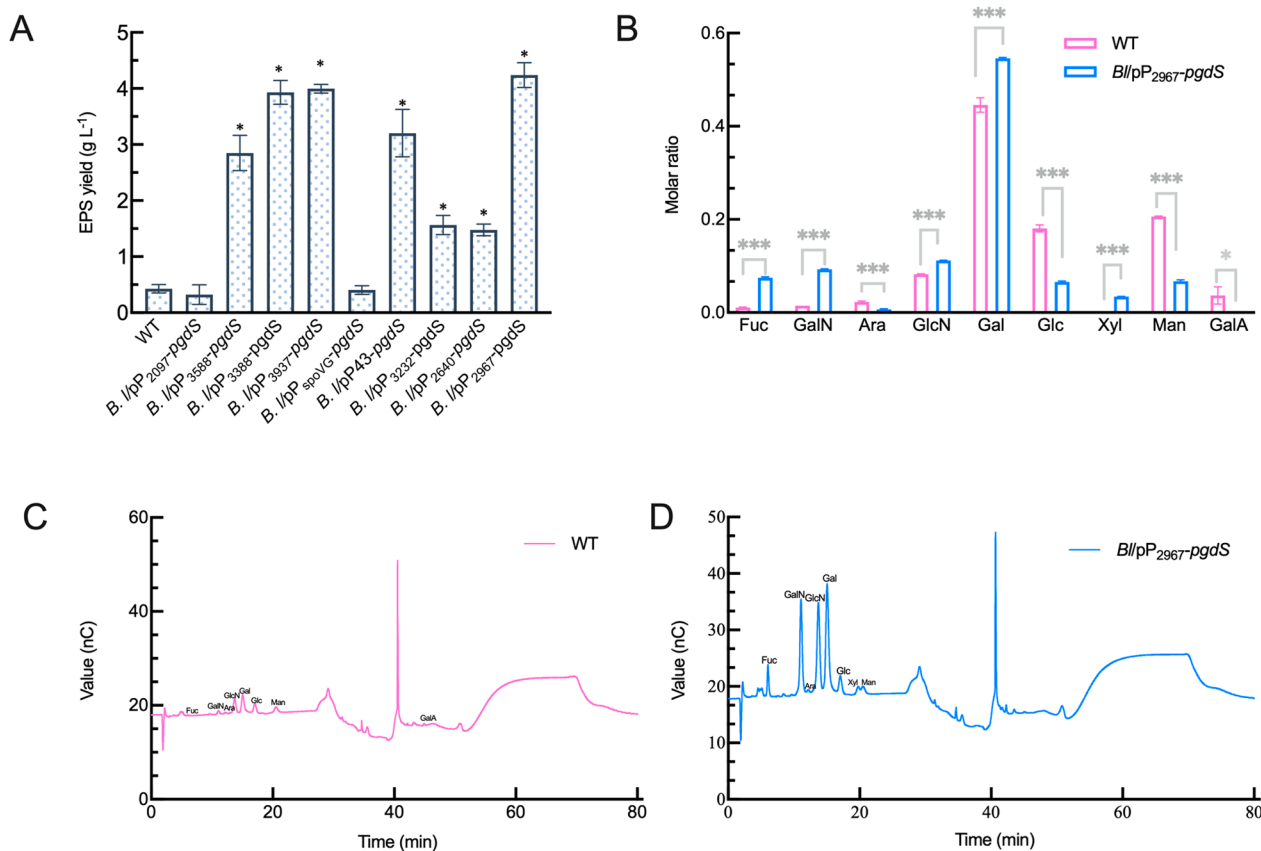 A
EPS yield (g L-1)
5
4
3
2
1
0
*
*
*
*
*
*
*
WT
B. l/pP2097-pgdS
B. l/pP3588-pgdS
B. l/pP3388-pgdS
B. l/pP3937-pgdS
B. l/pPspoVG-pgdS
B. l/pP43-pgdS
B. l/pP3232-pgdS
B. l/pP2640-pgdS
B. l/pP2967-pgdS
B
Molar ratio
0.6
0.4
0.2
0.0
WT
Bl/pP2967-pgdS
***
***
***
***
***
***
***
***
*
Fuc GalN Ara GlcN Gal Glc Xyl Man GalA
C
Value (nC)
60
40
20
0
WT
Fuc
GalN
Ara
GlcN
Gal
Glc
Man
GalA
0 20 40 60 80
Time (min)
D
Value (nC)
50
40
30
20
10
0
Bl/pP2967-pgdS
Fuc
GalN
Ara
GlcN
Gal
Glc
Xyl
Man
0 20 40 60 80
Time (min)